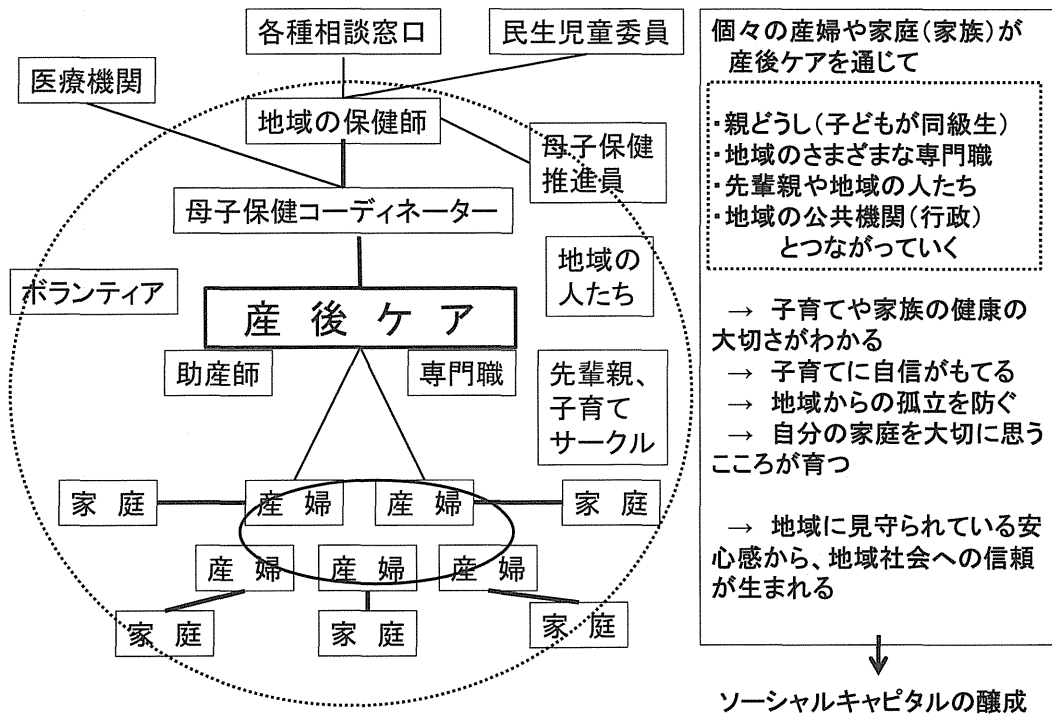 各種相談窓口
民生児童委員
医療機関
地域の保健師
母子保健
推進員
母子保健コーディネーター
地域の
人たち
ボランティア
産後ケア
助産師
専門職
先輩親、
子育て
サークル
家庭
産婦
産婦
家庭
産婦
産婦
産婦
家庭
家庭
家庭
個々の産婦や家庭(家族)が
産後ケアを通じて
・親どうし(子どもが同級生)
・地域のさまざまな専門職
・先輩親や地域の人たち
・地域の公共機関(行政)
とつながっていく
→ 子育てや家族の健康の
大切さがわかる
→ 子育てに自信がもてる
→ 地域からの孤立を防ぐ
→ 自分の家庭を大切に思う
こころが育つ
→ 地域に見守られている安
心感から、地域社会への信頼
が生まれる
ソーシャルキャピタルの醸成